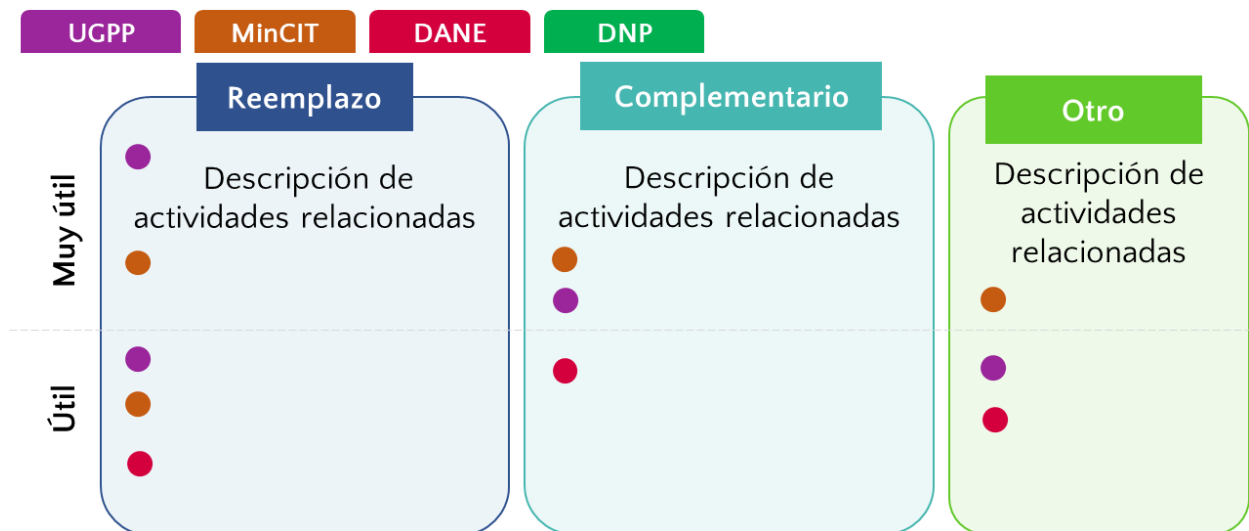 UGPP
MinCIT
DANE
DNP
Reemplazo
Complementario
Otro
Muy útil
Descripción de
actividades relacionadas
Descripción de
actividades relacionadas
Descripción de
actividades
relacionadas
Útil